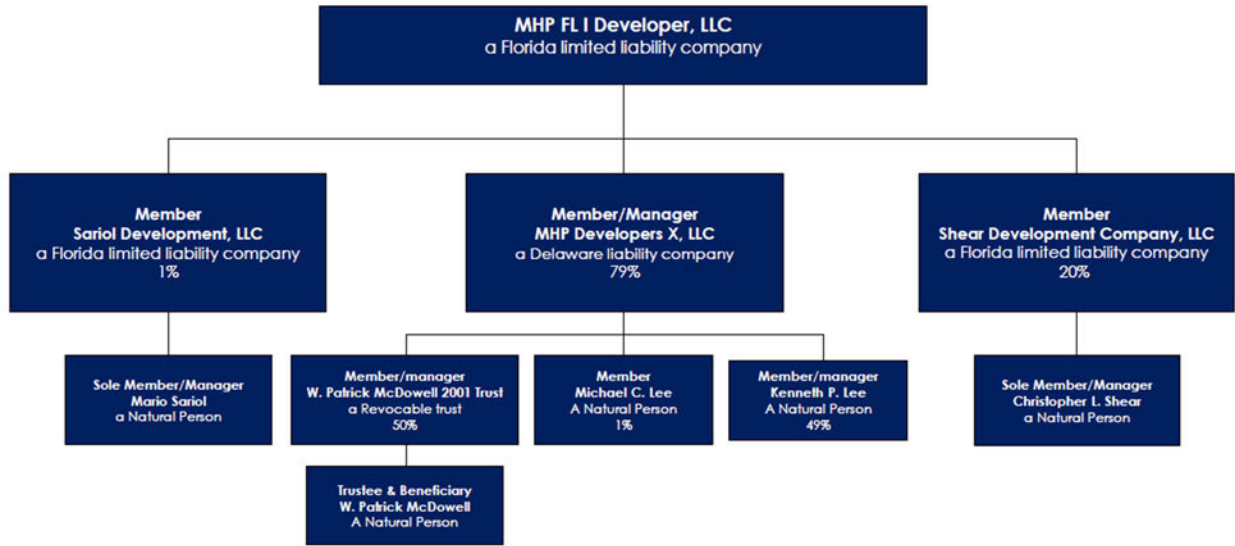 MHP FL I Developer, LLC
a Florida limited liability company
Member
Sariol Development, LLC
a Florida limited liability company
1%
Member/Manager
MHP Developers X, LLC
a Delaware liability company
79%
Member
Shear Development Company, LLC
a Florida limited liability company
20%
Sole Member/Manager
Mario Sariol
a Natural Person
Member/manager
W. Patrick McDowell 2001 Trust
a Revocable trust
50%
Member
Michael C. Lee
A Natural Person
1%
Member/manager
Kenneth P. Lee
A Natural Person
49%
Sole Member/Manager
Christopher L. Shear
a Natural Person
Trustee & Beneficiary
W. Patrick McDowell
A Natural Person